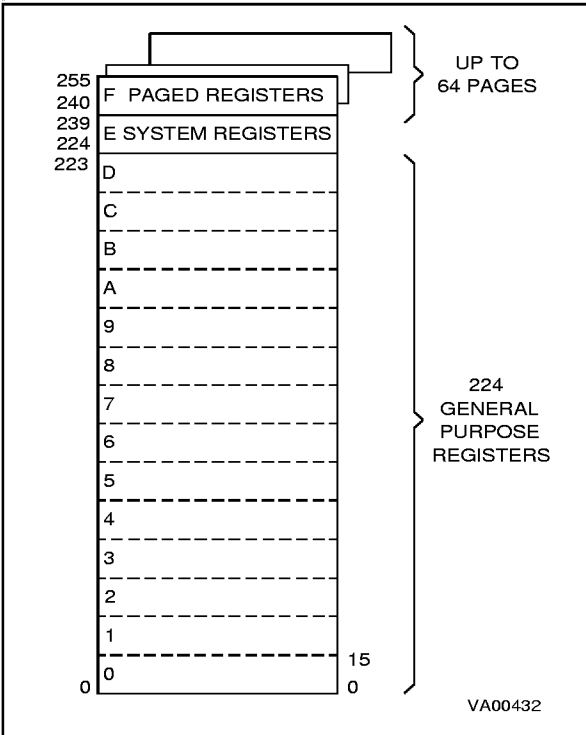 UP TO
64 PAGES
255
240
F PAGED REGISTERS
239
224
E SYSTEM REGISTERS
223
D
C
B
A
9
8
7
6
5
4
3
2
1
0
0
15
0
224
GENERAL
PURPOSE
REGISTERS
VA00432